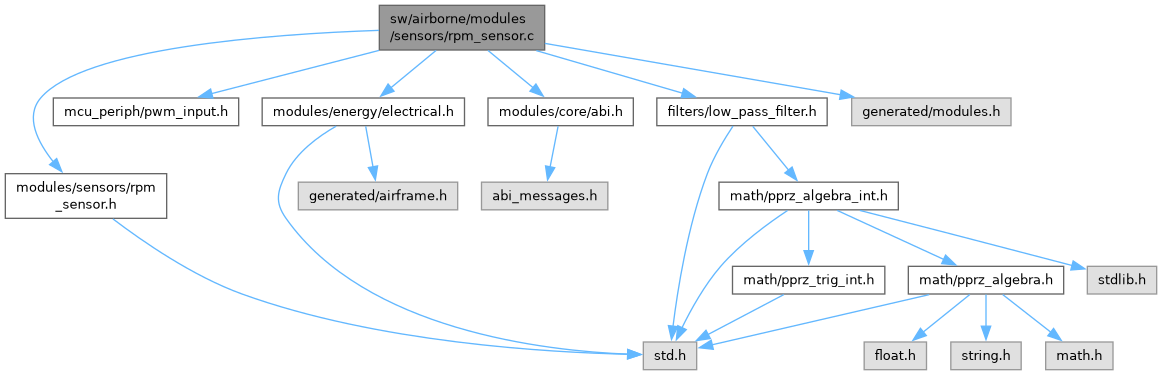 sw/airborne/modules
/sensors/rpm_sensor.c
mcu_periph/pwm_input.h
modules/energy/electrical.h
modules/core/abi.h
filters/low_pass_filter.h
generated/modules.h
modules/sensors/rpm
_sensor.h
generated/airframe.h
abi_messages.h
math/pprz_algebra_int.h
math/pprz_trig_int.h
math/pprz_algebra.h
stdlib.h
std.h
float.h
string.h
math.h